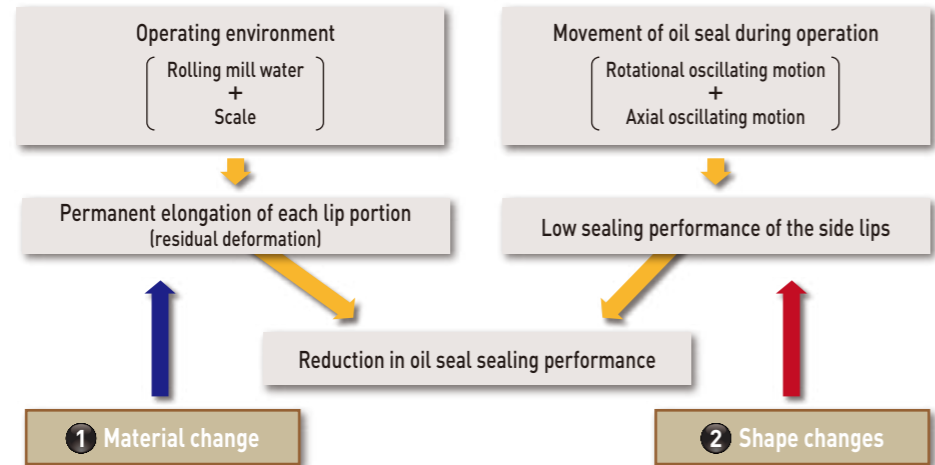 Operating environment
Rolling mill water
+
Scale
Movement of oil seal during operation
Rotational oscillating motion
+
Axial oscillating motion
Permanent elongation of each lip portion
(residual deformation)
Low sealing performance of the side lips
Reduction in oil seal sealing performance
1 Material change
2 Shape changes